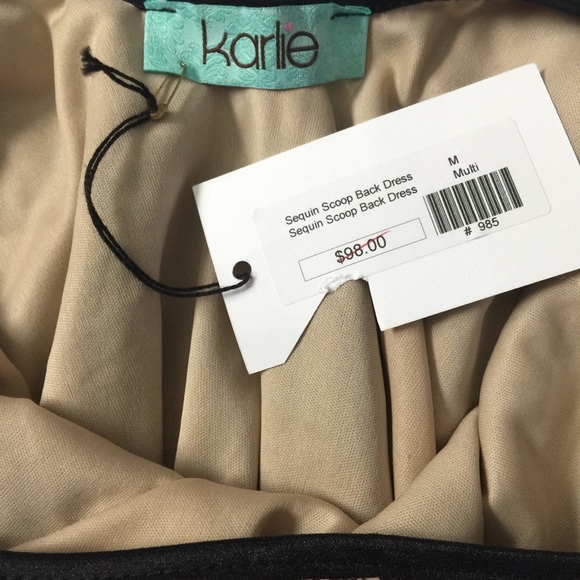 karlie
Sequin Scoop Back Dress
Sequin Scoop Back Dress
$98.00
M
Multi
# 985